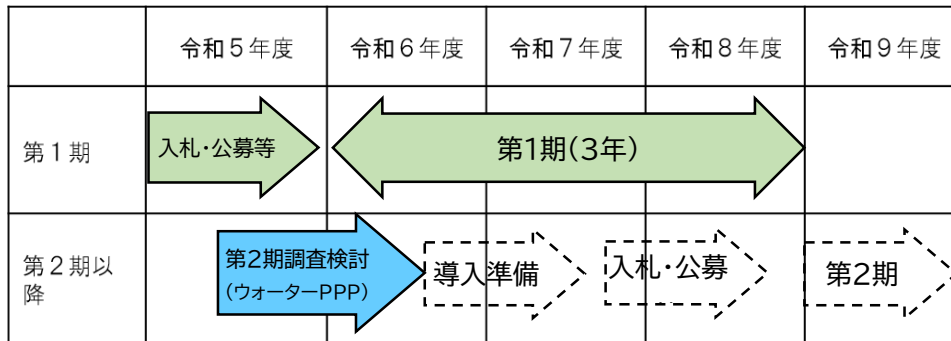 令和５年度
令和６年度
令和７年度
令和８年度
令和９年度
第１期
入札・公募等
第1期(3年)
第２期以
降
第2期調査検討
(ウォーターPPP)
導入準備
入札・公募
第2期